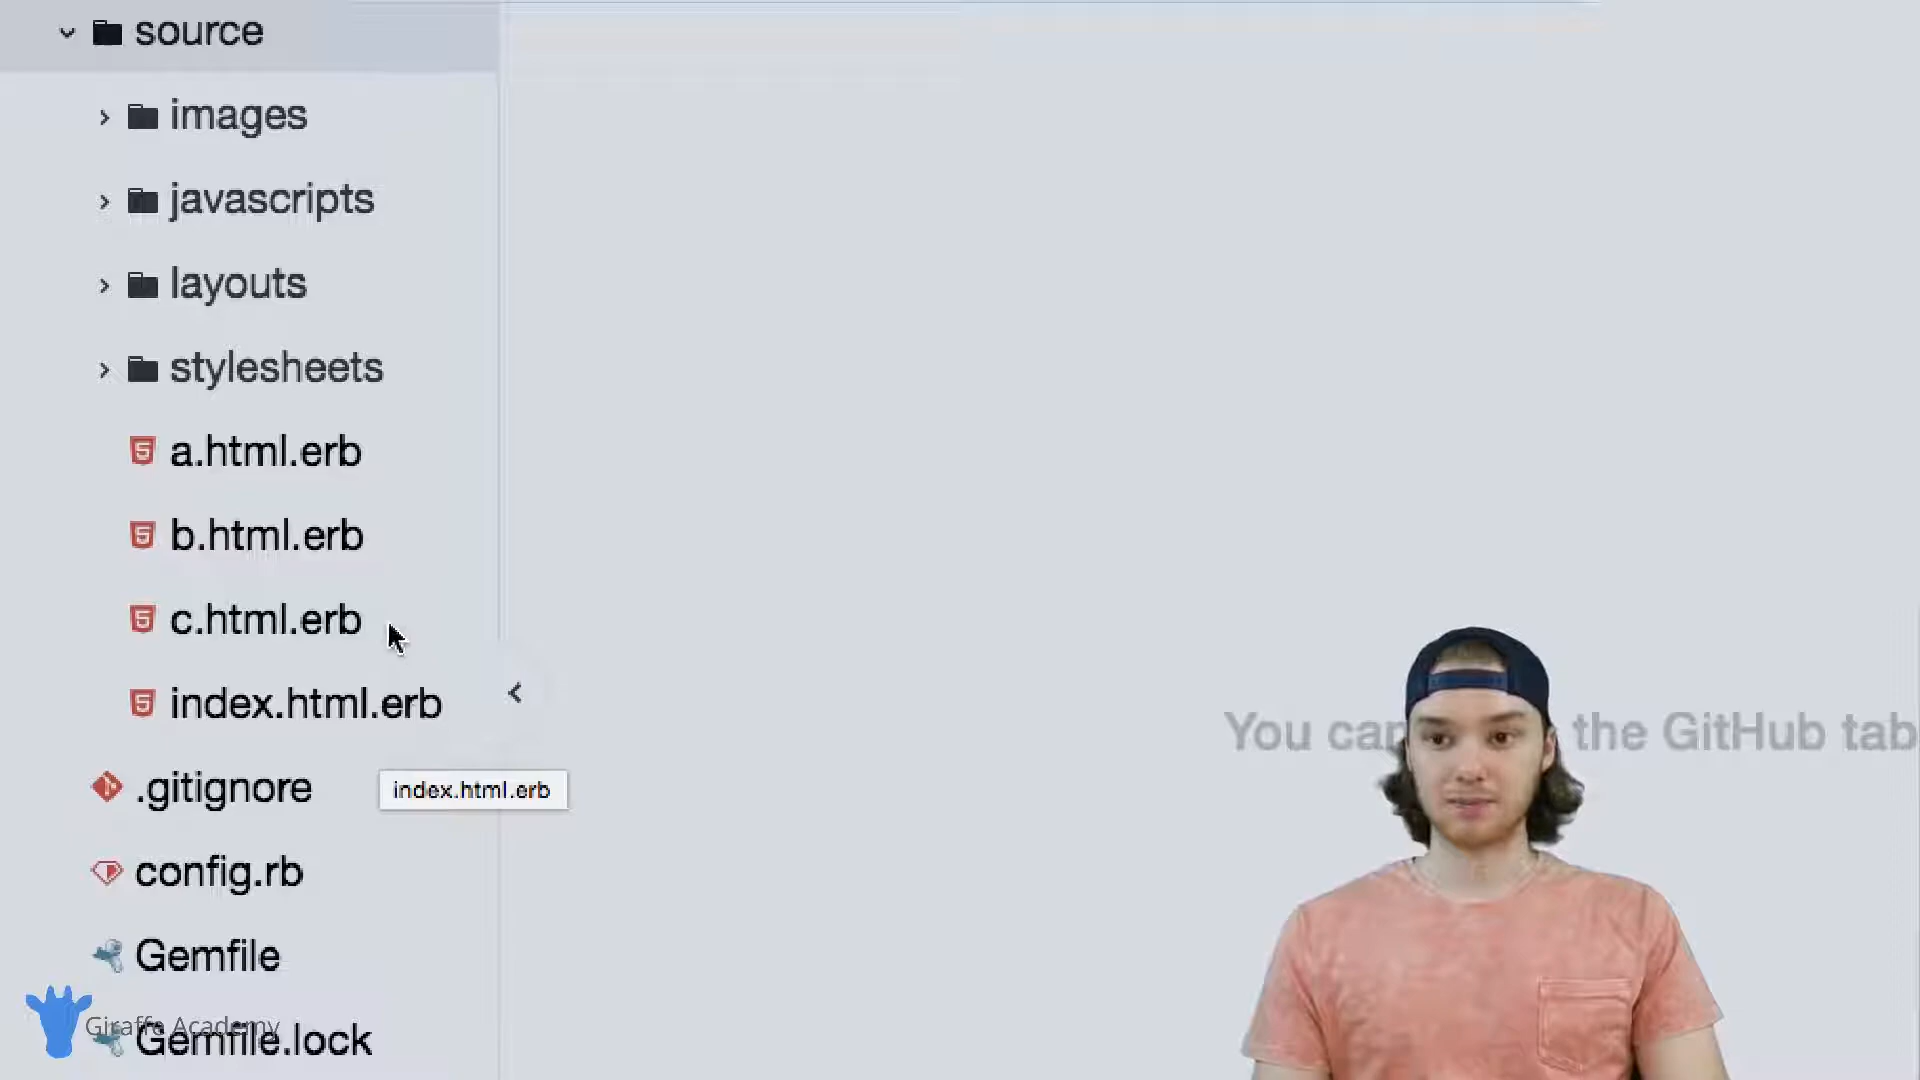 source
images
javascripts
layouts
stylesheets
a.html.erb
b.html.erb
c.html.erb
index.html.erb
You can the GitHub tab
.gitignore
index.html.erb
config.rb
Gemfile
Giraffe Academy
Gemfile.lock